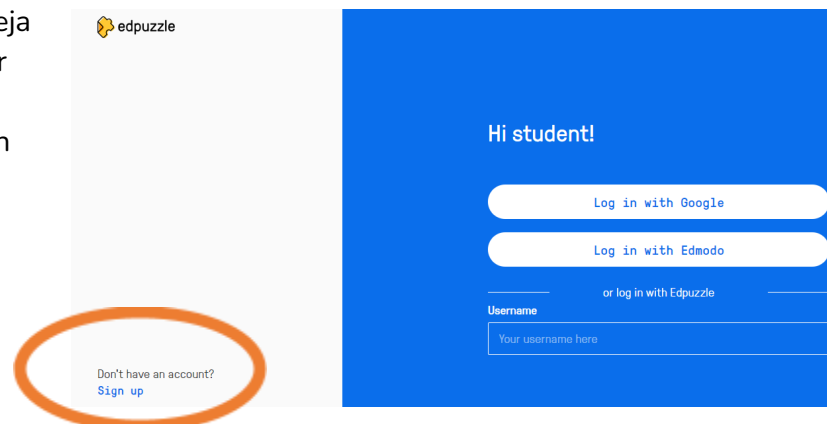 edpuzzle
Hi student!
Log in with Google
Log in with Edmodo
or log in with Edpuzzle
Username
Your username here
Don't have an account?
Sign up